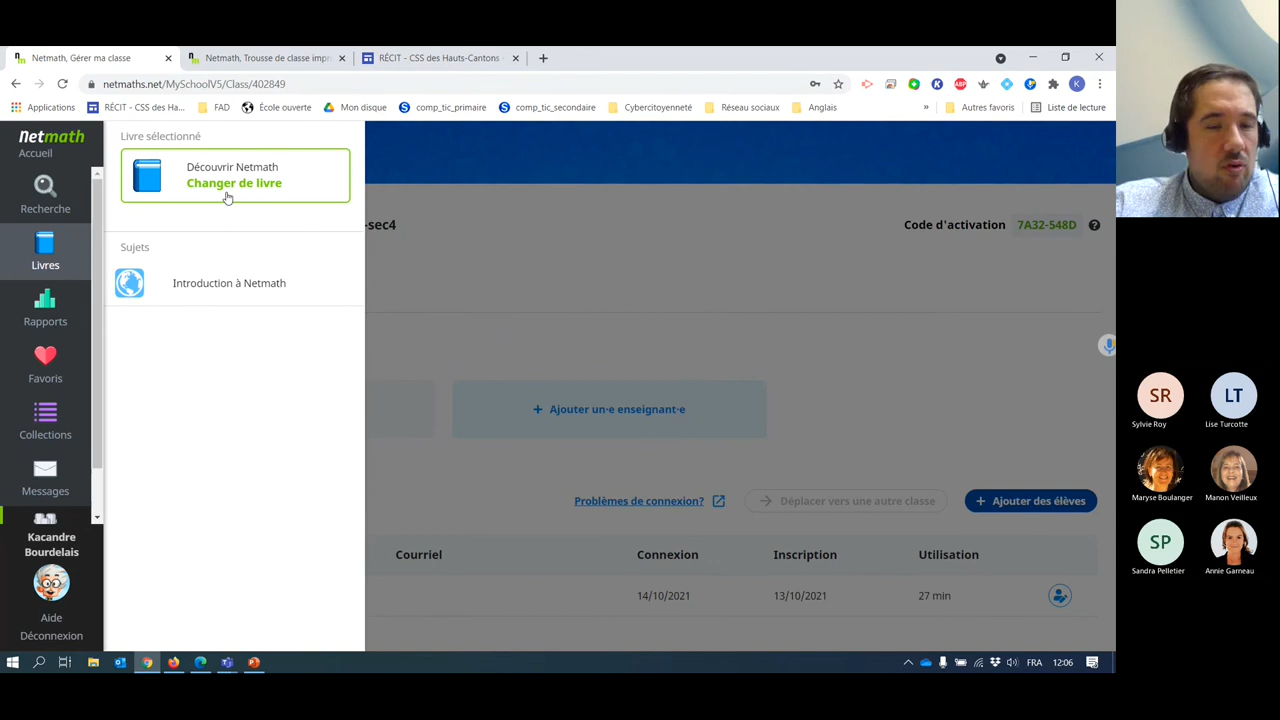 Netmath, Gérer ma classe
Netmath, Trousse de classe impr
RÉCIT - CSS des Hauts-Cantons
netmaths.net/MySchoolV5/Class/402849
K
Applications
RÉCIT - CSS des Ha...
FAD
École ouverte
Mon disque
comp_tic_primaire
comp_tic_secondaire
Cybercitoyenneté
Réseau sociaux
Anglais
»
Autres favoris
Liste de lecture
netmath
Accueil
Recherche
Livres
Rapports
Favoris
Collections
Messages
Kacandre
Bourdelais
Aide
Déconnexion
Livre sélectionné
Découvrir Netmath
Changer de livre
Sujets
Introduction à Netmath
-sec4
Code d'activation 7A32-548D
+ Ajouter un·e enseignant·e
Problèmes de connexion?
Déplacer vers une autre classe
+ Ajouter des élèves
Courriel
Connexion
Inscription
Utilisation
14/10/2021
13/10/2021
27 min
FRA
12:06
SR
LT
Sylvie Roy
Lise Turcotte
Maryse Boulanger
Manon Veilleux
SP
Sandra Pelletier
Annie Garneau